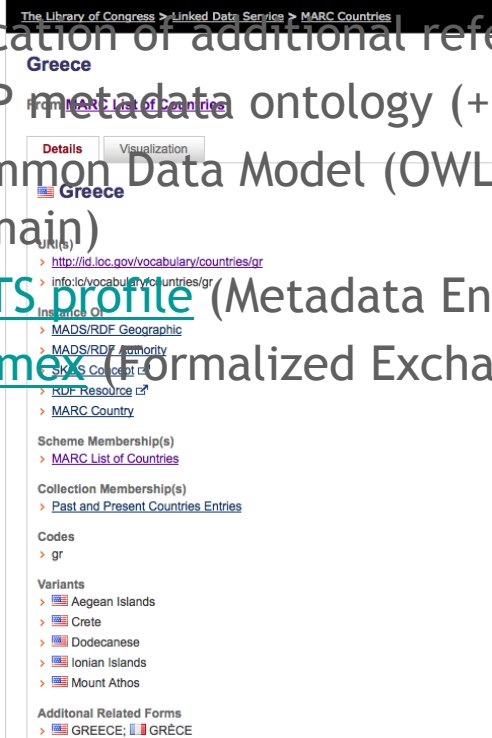 The Library of Congress > Linked Data Service > MARC Countries
cation of additional refe
Greece
P metadata ontology (+
From MARC List of Countries
Details Visualization
mmon Data Model (OWL
Greece
main)
URI(s)
> http://id.loc.gov/vocabulary/countries/gr
> info:lc/vocabulary/countries/gr
TS profile (Metadata En
Instance Of
> MADS/RDF Geographic
> MADS/RDF Authority
mex (Formalized Excha
> SKOS Concept
> RDF Resource
> MARC Country
Scheme Membership(s)
> MARC List of Countries
Collection Membership(s)
> Past and Present Countries Entries
Codes
> gr
Variants
> Aegean Islands
> Crete
> Dodecanese
> Ionian Islands
> Mount Athos
Additonal Related Forms
> GREECE; GRÈCE